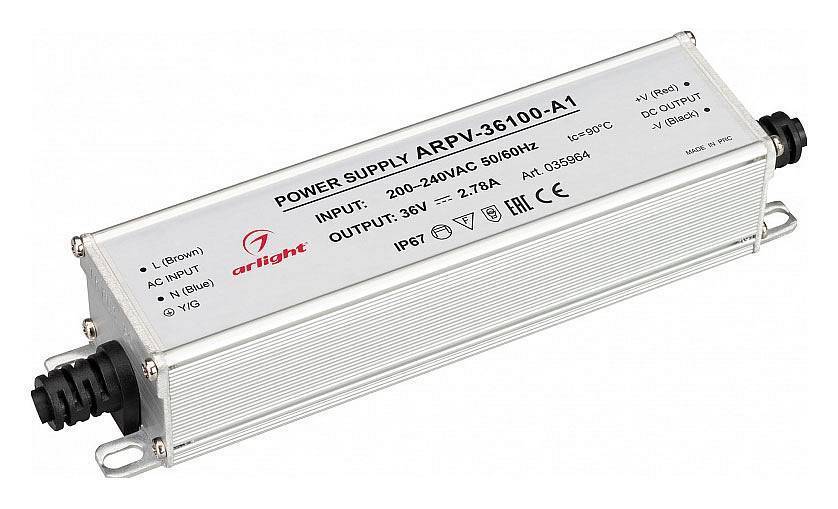 POWER SUPPLY ARPV-36100-A1
INPUT: 200–240VAC 50/60Hz
OUTPUT: 36V 2.78A
Art. 035964
tc=90°C
IP67 F EAC CE
arlight
L (Brown)
AC INPUT
N (Blue)
Y/G
+V (Red)
DC OUTPUT
-V (Black)
MADE IN PRC